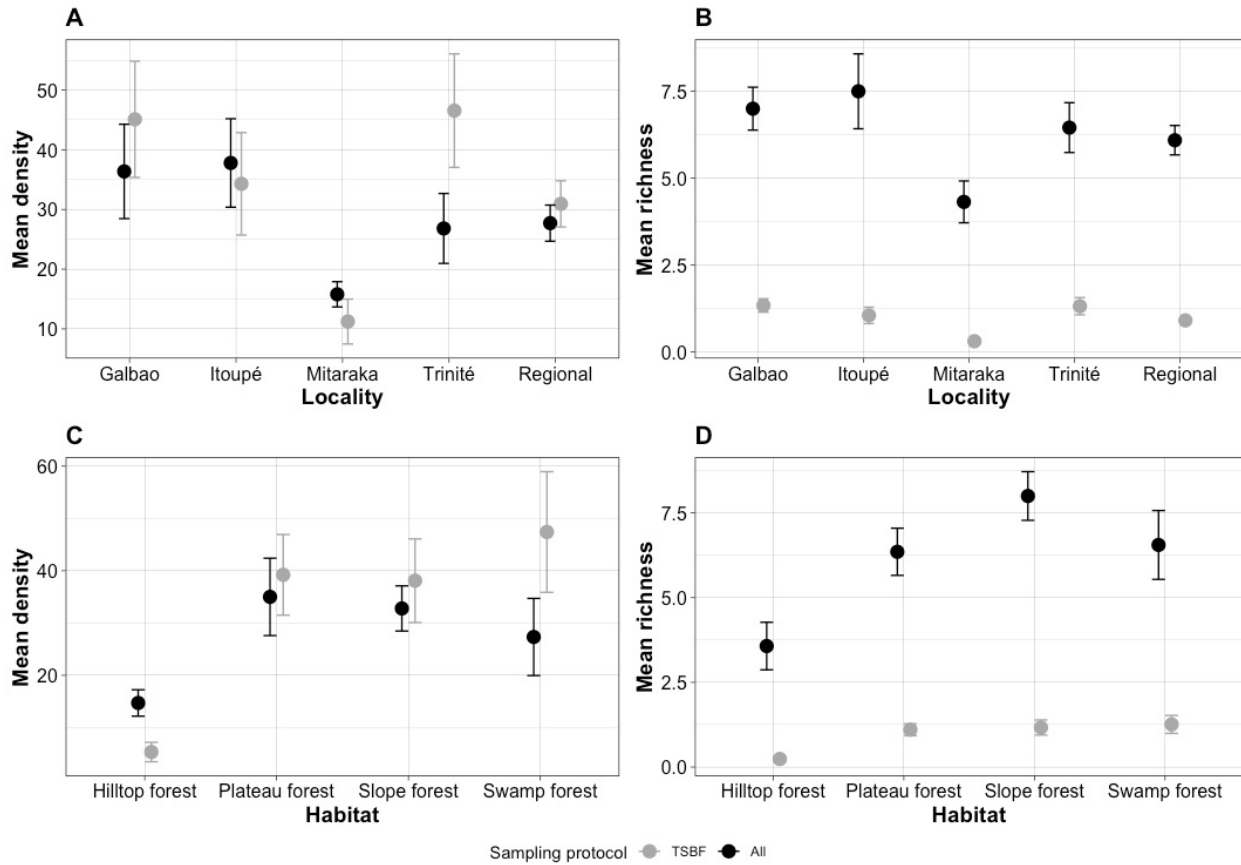 A
B
50
40
30
20
10
Mean density
7.5
5.0
2.5
0.0
Mean richness
Galbao Itoupé Mitaraka Trinité Regional
Locality
Galbao Itoupé Mitaraka Trinité Regional
Locality
C
D
60
40
20
Mean density
7.5
5.0
2.5
0.0
Mean richness
Hilltop forest Plateau forest Slope forest Swamp forest
Habitat
Hilltop forest Plateau forest Slope forest Swamp forest
Habitat
Sampling protocol TSBF All